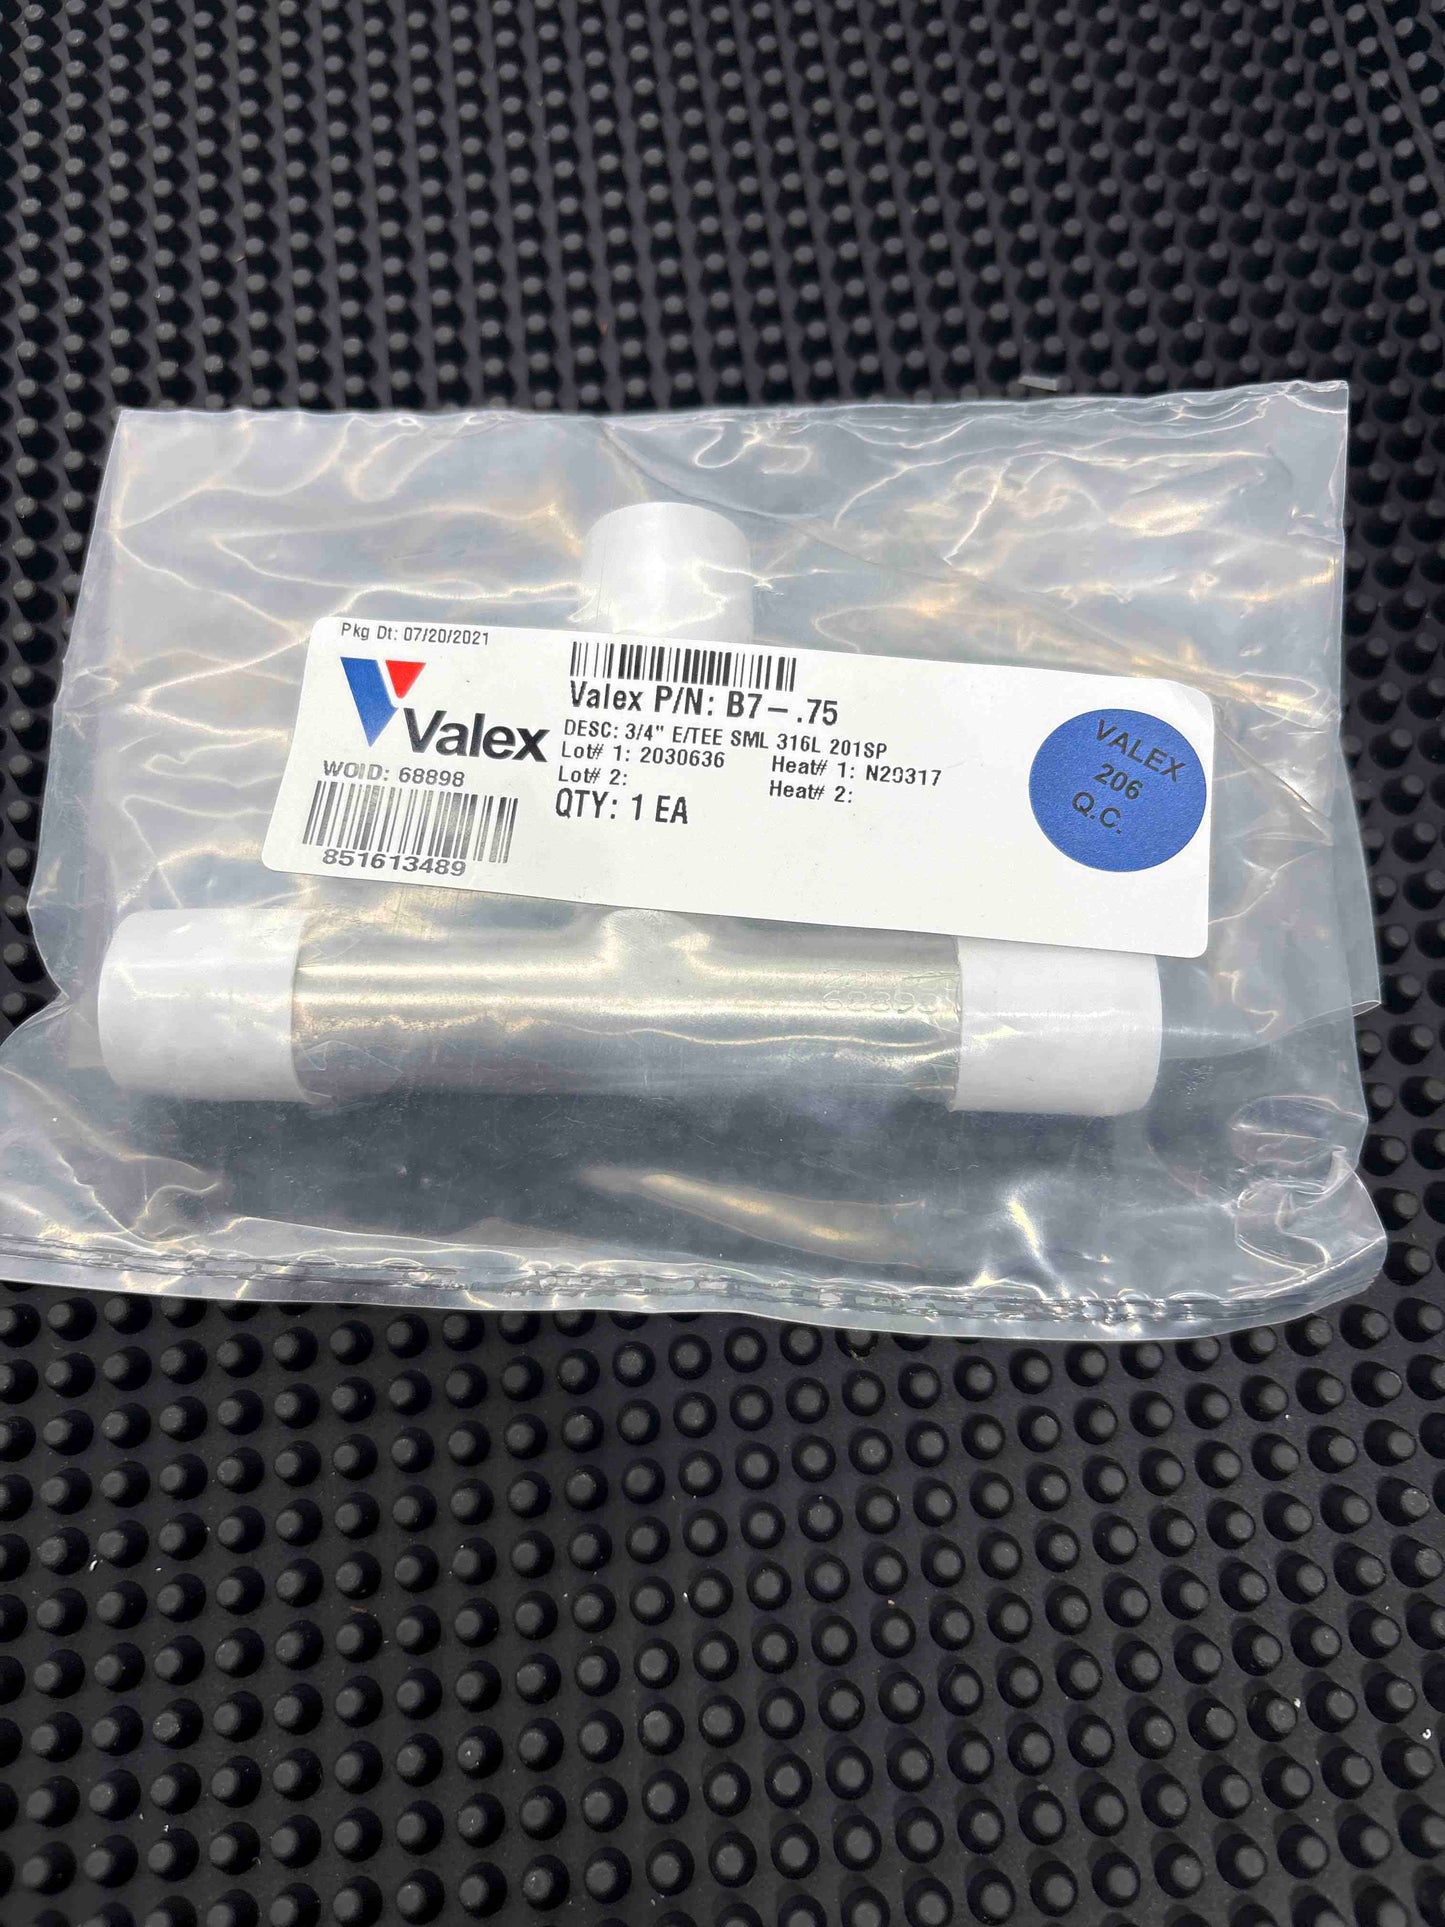 Pkg Dt: 07/20/2021
Valex
WOID: 68898
851613489
Valex P/N: B7-.75
DESC: 3/4" E/TEE SML 316L 201SP
Lot# 1: 2030636 Heat# 1: N29317
Lot# 2: Heat# 2:
QTY: 1 EA
VALEX
206
Q.C.